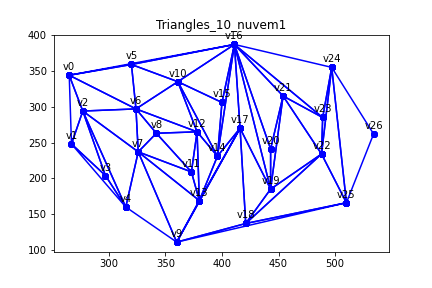 Triangles_10_nuvem1
400
350
300
250
200
150
100
300
350
400
450
500
v16
v5
v24
v0
v10
v21
v15
v2
v6
v23
v12
v17
v26
v8
v1
v7
v20
v14
v22
v11
v3
v19
v13
v4
v25
v18
v9